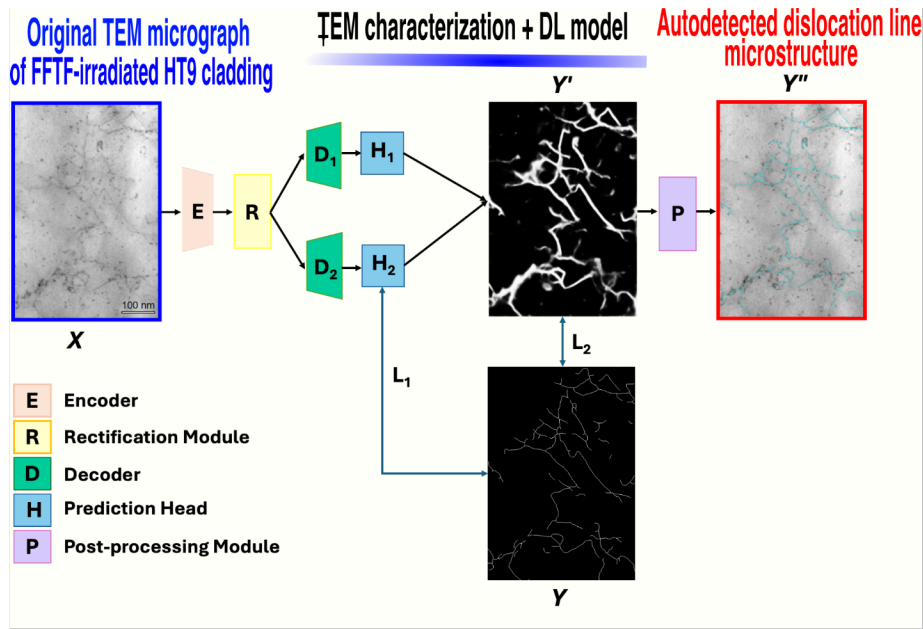 Original TEM micrograph
of FFTF-irradiated HT9 cladding
TEM characterization + DL model
Autodetected dislocation line
microstructure
Y'
Y"
E
R
D1
H1
D2
H2
P
100 nm
X
L1
L2
E Encoder
R Rectification Module
D Decoder
H Prediction Head
P Post-processing Module
Y